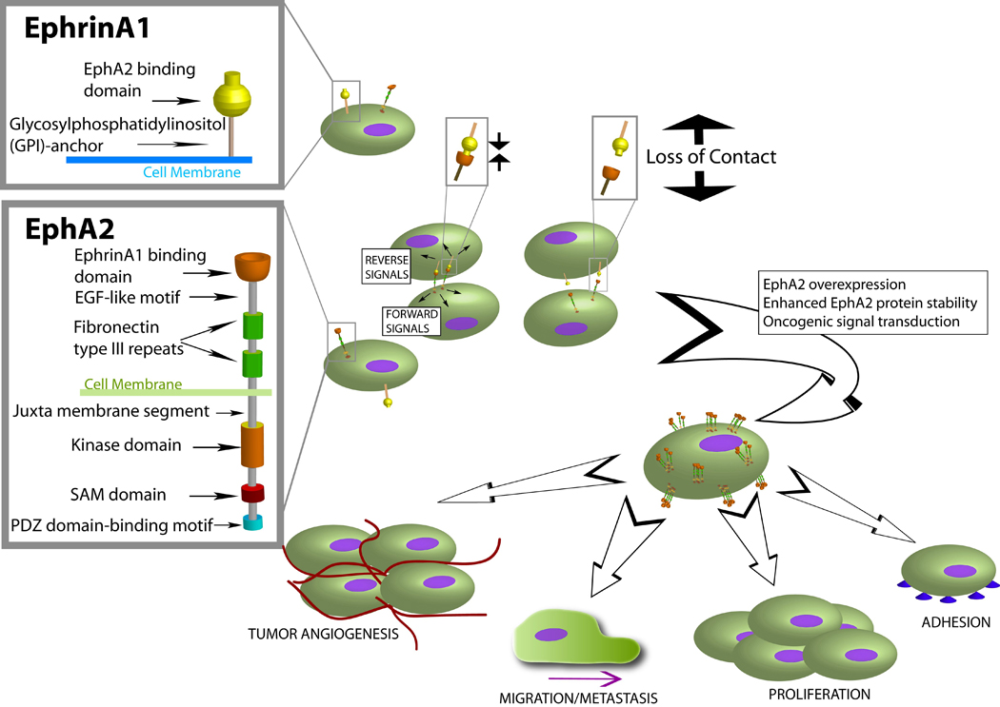 EphrinA1
EphA2 binding
domain
Glycosylphosphatidylinositol
(GPI)-anchor
Cell Membrane
EphA2
EphrinA1 binding
domain
EGF-like motif
Fibronectin
type III repeats
Cell Membrane
Juxta membrane segment
Kinase domain
SAM domain
PDZ domain-binding motif
Loss of Contact
REVERSE
SIGNALS
FORWARD
SIGNALS
EphA2 overexpression
Enhanced EphA2 protein stability
Oncogenic signal transduction
TUMOR ANGIOGENESIS
MIGRATION/METASTASIS
PROLIFERATION
ADHESION